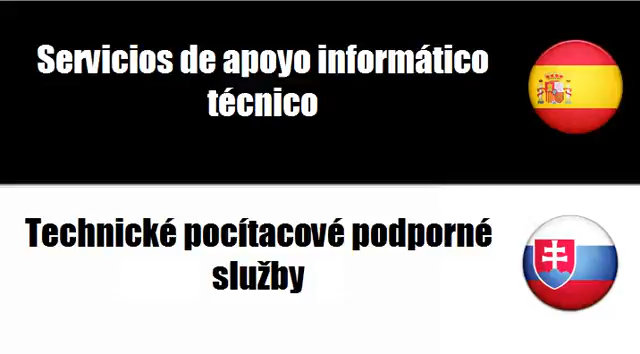 Servicios de apoyo informático
técnico
Technické pocítacové podporné
služby